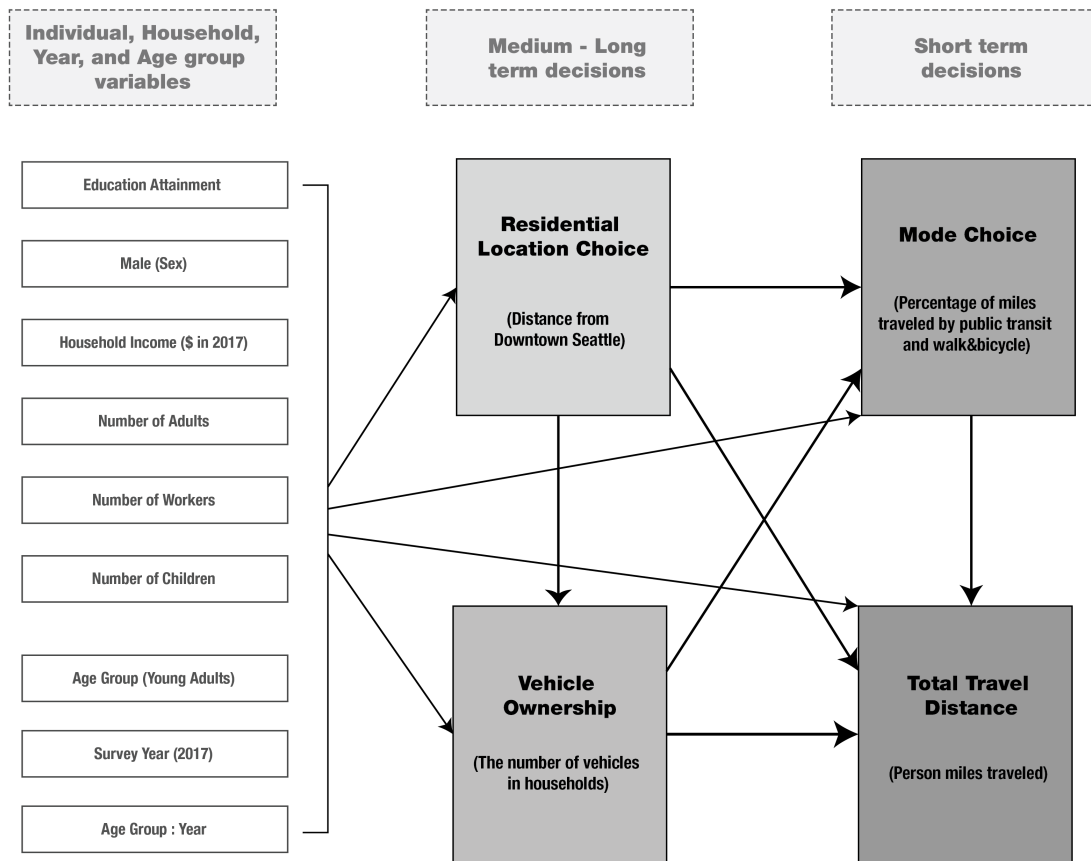 Individual, Household,
Year, and Age group
variables
Medium - Long
term decisions
Short term
decisions
Education Attainment
Male (Sex)
Household Income ($ in 2017)
Number of Adults
Number of Workers
Number of Children
Age Group (Young Adults)
Survey Year (2017)
Age Group : Year
Residential
Location Choice
(Distance from
Downtown Seattle)
Mode Choice
(Percentage of miles
traveled by public transit
and walk&bicycle)
Vehicle
Ownership
(The number of vehicles
in households)
Total Travel
Distance
(Person miles traveled)